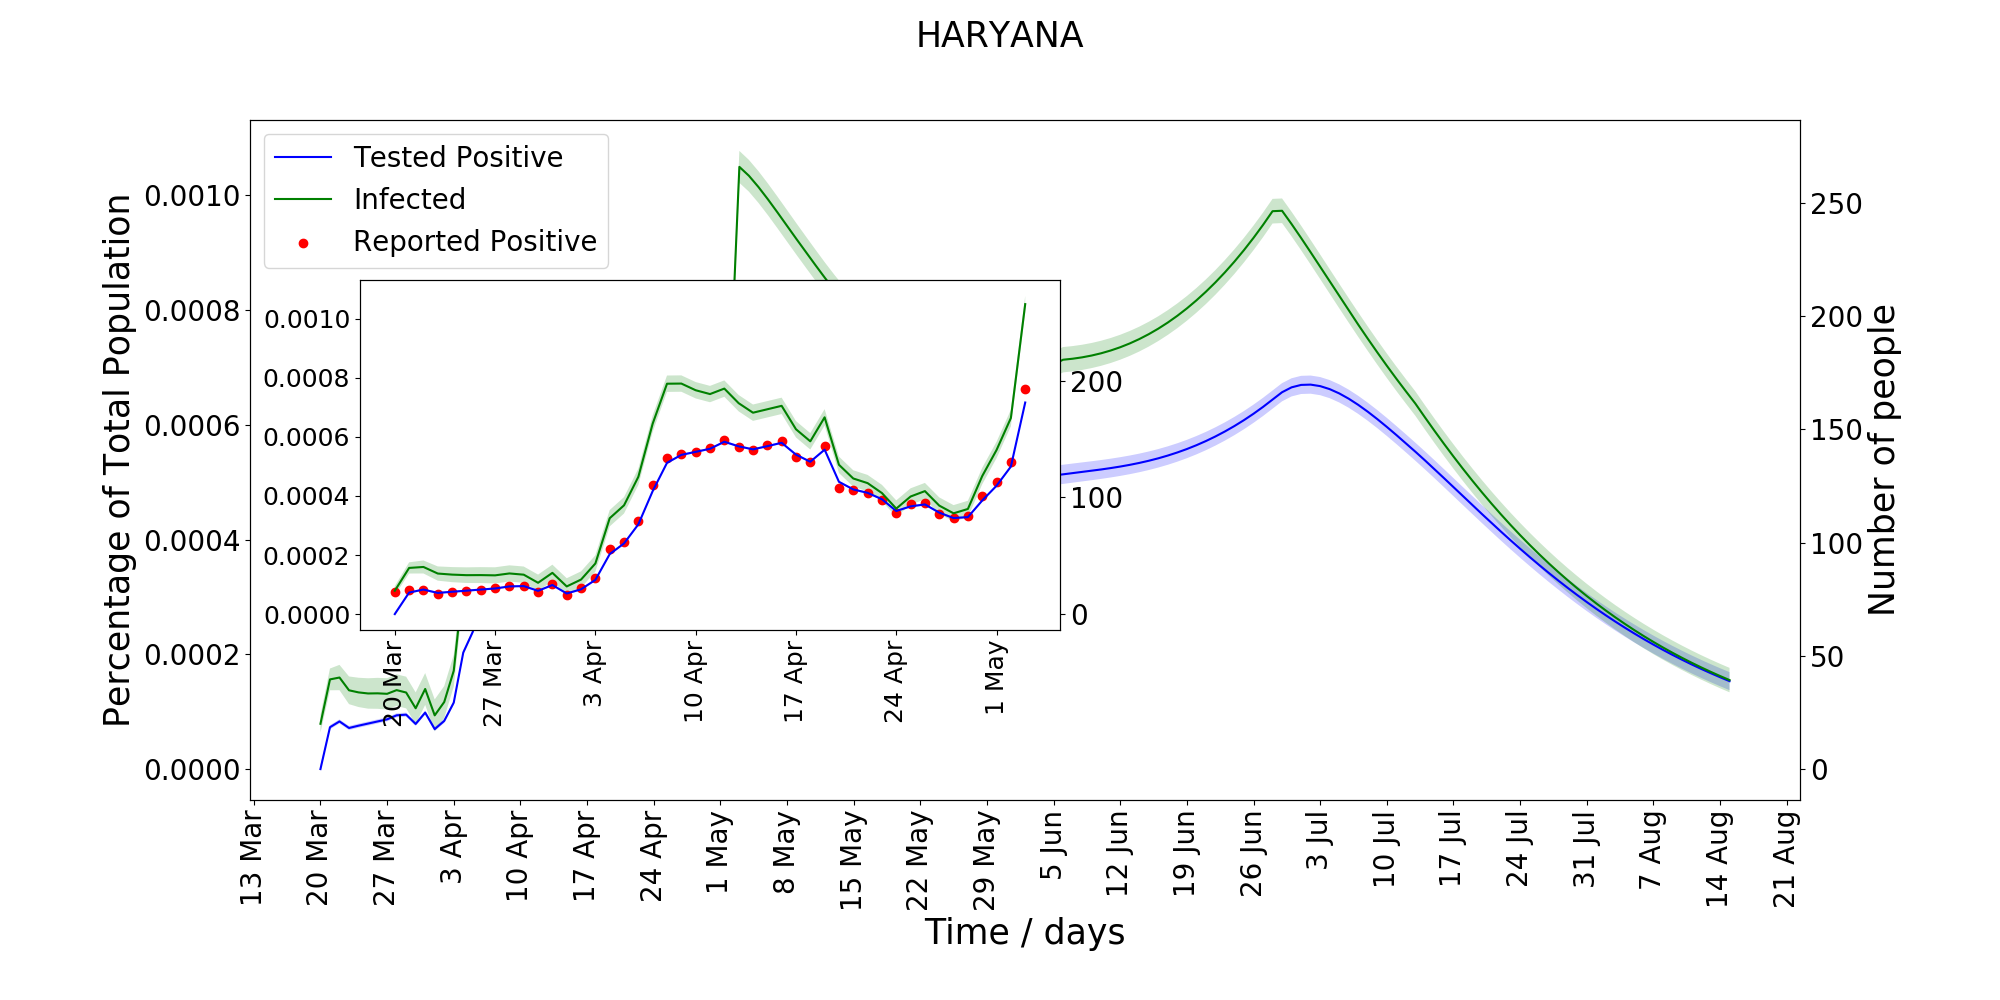 HARYANA
Tested Positive
Infected
Reported Positive
Percentage of Total Population
0.0010
0.0008
0.0006
0.0004
0.0002
0.0000
250
200
150
100
50
0
Number of people
0.0010
0.0008
0.0006
0.0004
0.0002
0.0000
200
100
0
20 Mar
27 Mar
3 Apr
10 Apr
17 Apr
24 Apr
1 May
13 Mar
20 Mar
27 Mar
3 Apr
10 Apr
17 Apr
24 Apr
1 May
8 May
15 May
22 May
29 May
5 Jun
12 Jun
19 Jun
26 Jun
3 Jul
10 Jul
17 Jul
24 Jul
31 Jul
7 Aug
14 Aug
21 Aug
Time / days